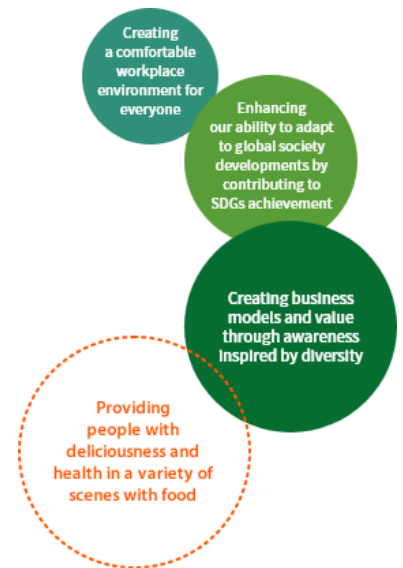 Creating
a comfortable
workplace
environment for
everyone
Enhancing
our ability to adapt
to global society
developments by
contributing to
SDGs achievement
Creating business
models and value
through awareness
inspired by diversity
Providing
people with
deliciousness and
health in a variety of
scenes with food